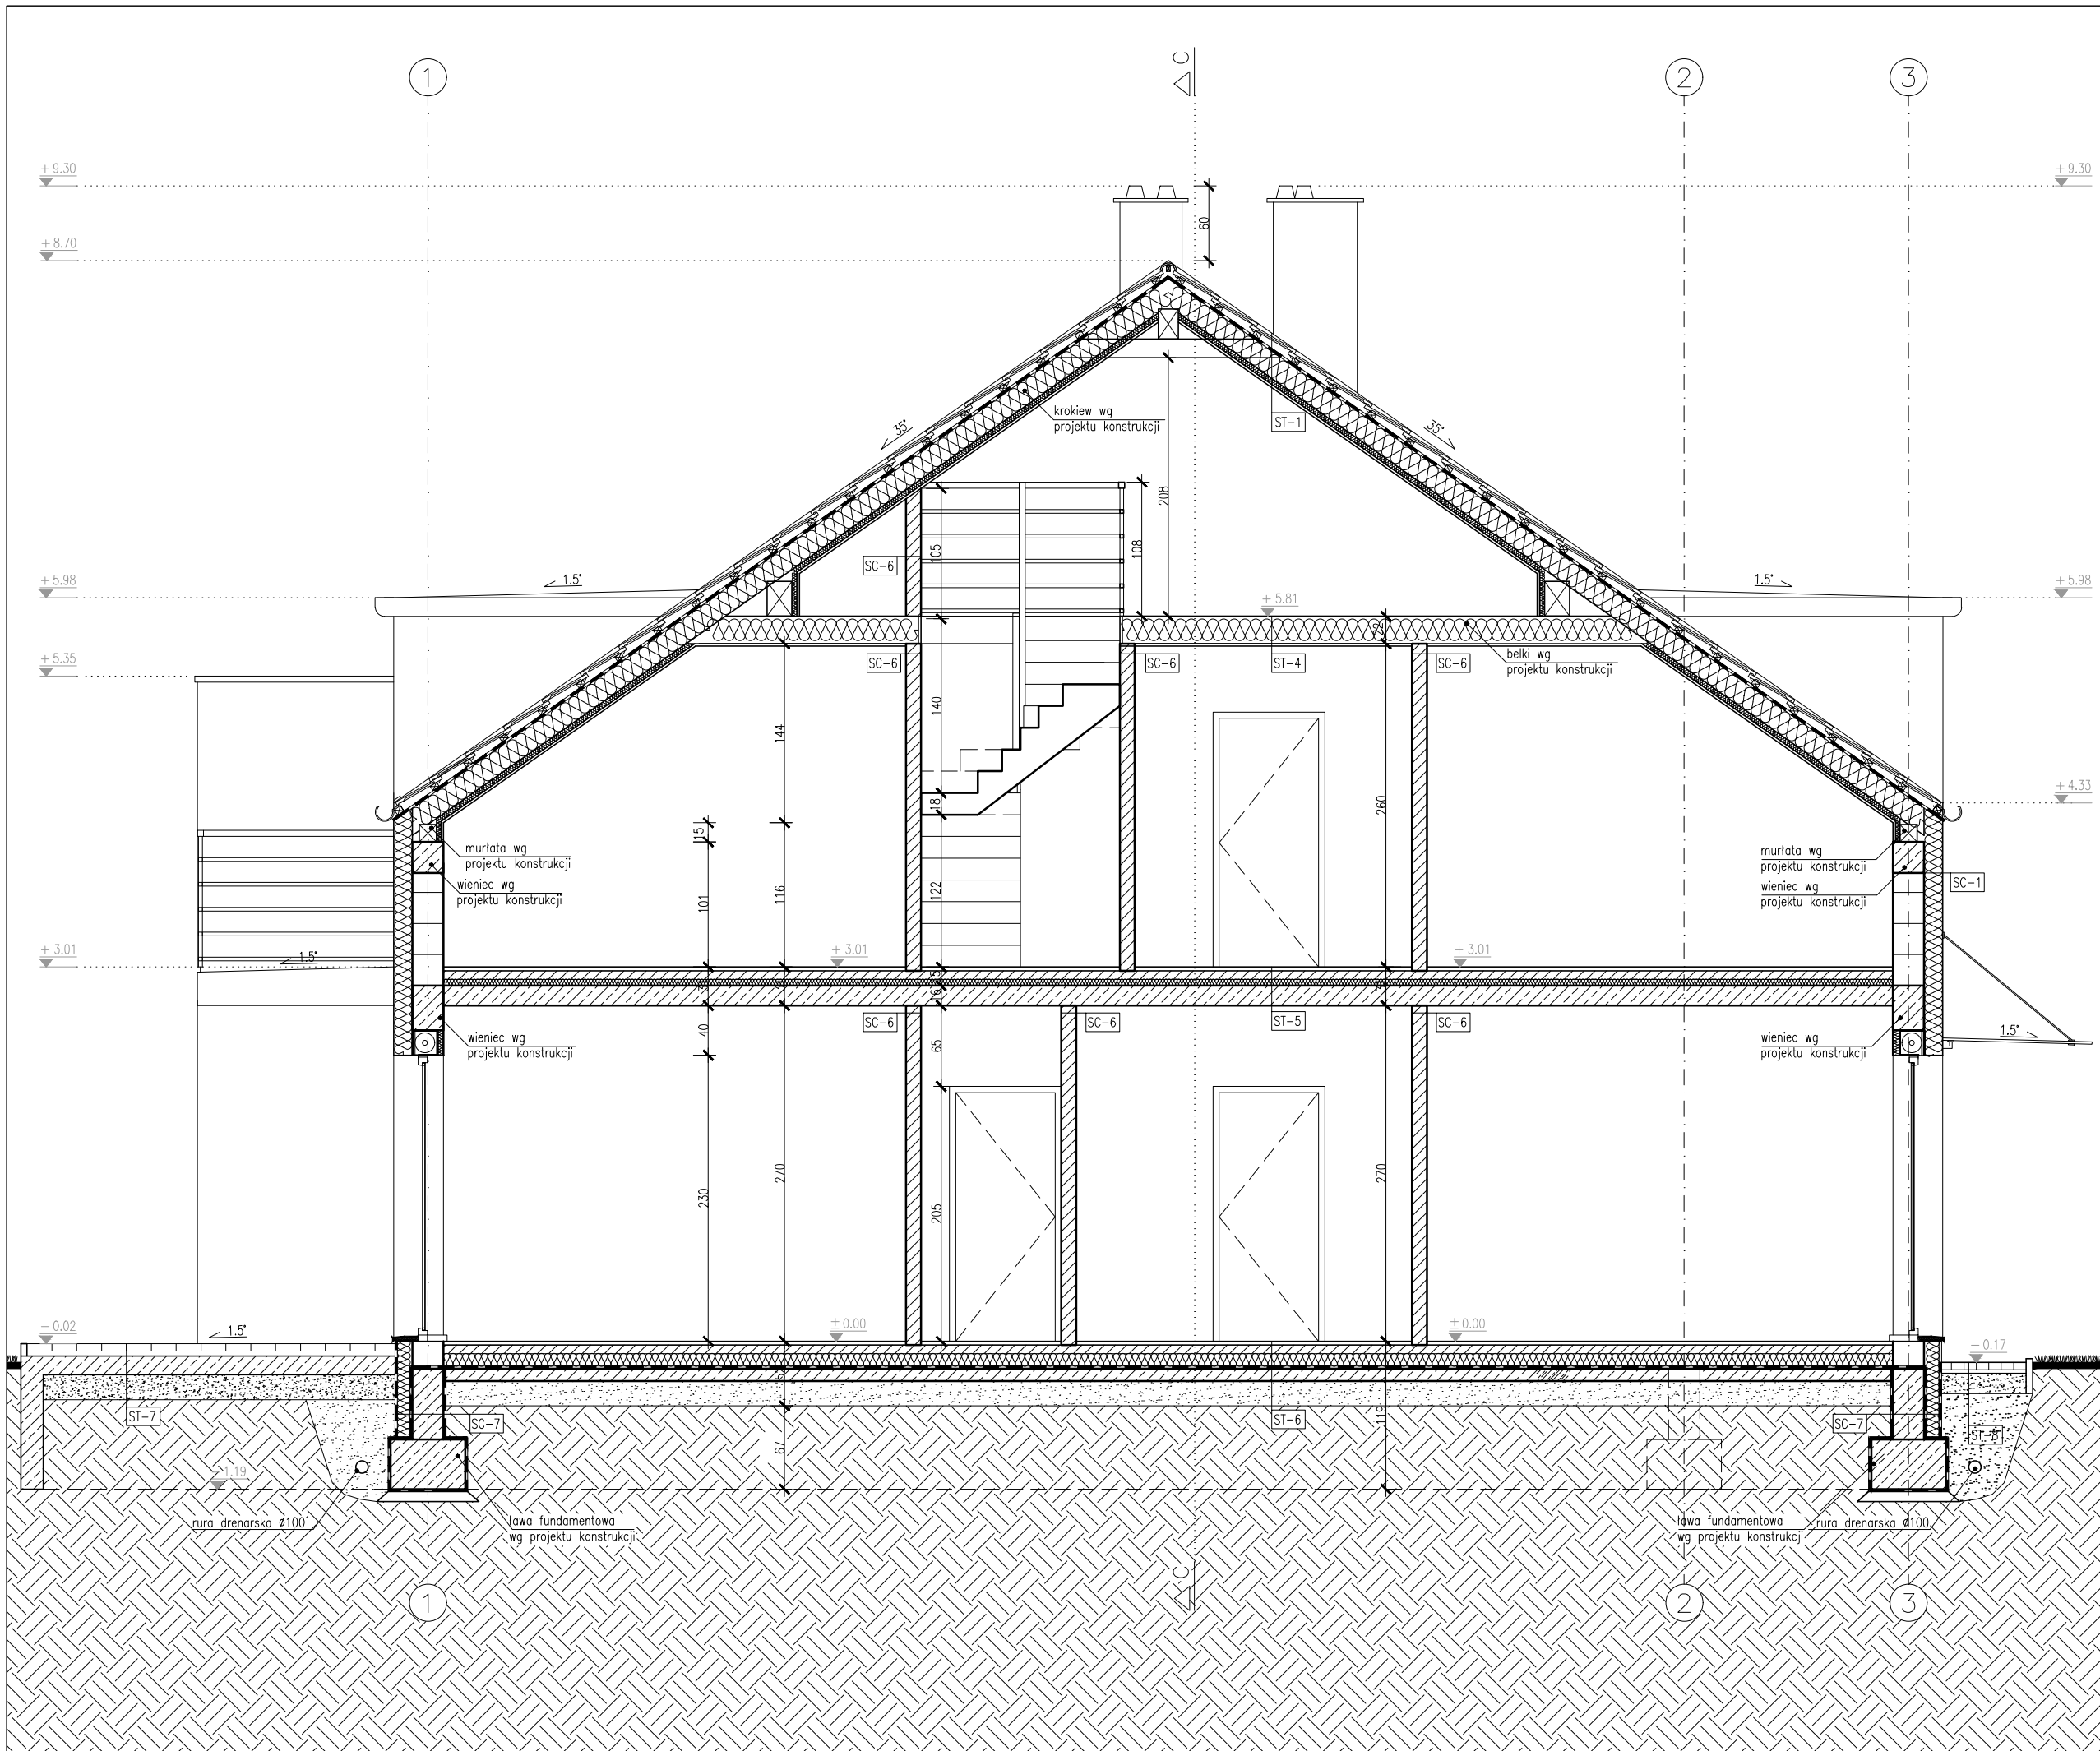 1
C
2
3
+ 9.30
+ 9.30
60
+ 8.70
krokiew wg
projektu konstrukcji
ST-1
35°
35°
208
105
108
SC-6
+ 5.98
1.5°
+ 5.81
1.5°
+ 5.98
22
+ 5.35
SC-6
SC-6
ST-4
SC-6
belki wg
projektu konstrukcji
140
144
18
260
+ 4.33
15
murłata wg
projektu konstrukcji
wieniec wg
projektu konstrukcji
101
116
122
murłata wg
projektu konstrukcji
wieniec wg
projektu konstrukcji
SC-1
+ 3.01
1.5°
+ 3.01
+ 3.01
15
16
SC-6
SC-6
ST-5
SC-6
40
wieniec wg
projektu konstrukcji
65
wieniec wg
projektu konstrukcji
1.5°
230
270
205
270
- 0.02
1.5°
± 0.00
± 0.00
- 0.17
ST-7
SC-7
67
ST-6
119
SC-7
ST-8
- 1.19
rura drenarska Ø100
ława fundamentowa
wg projektu konstrukcji
ława fundamentowa
wg projektu konstrukcji
rura drenarska Ø100
1
C
2
3